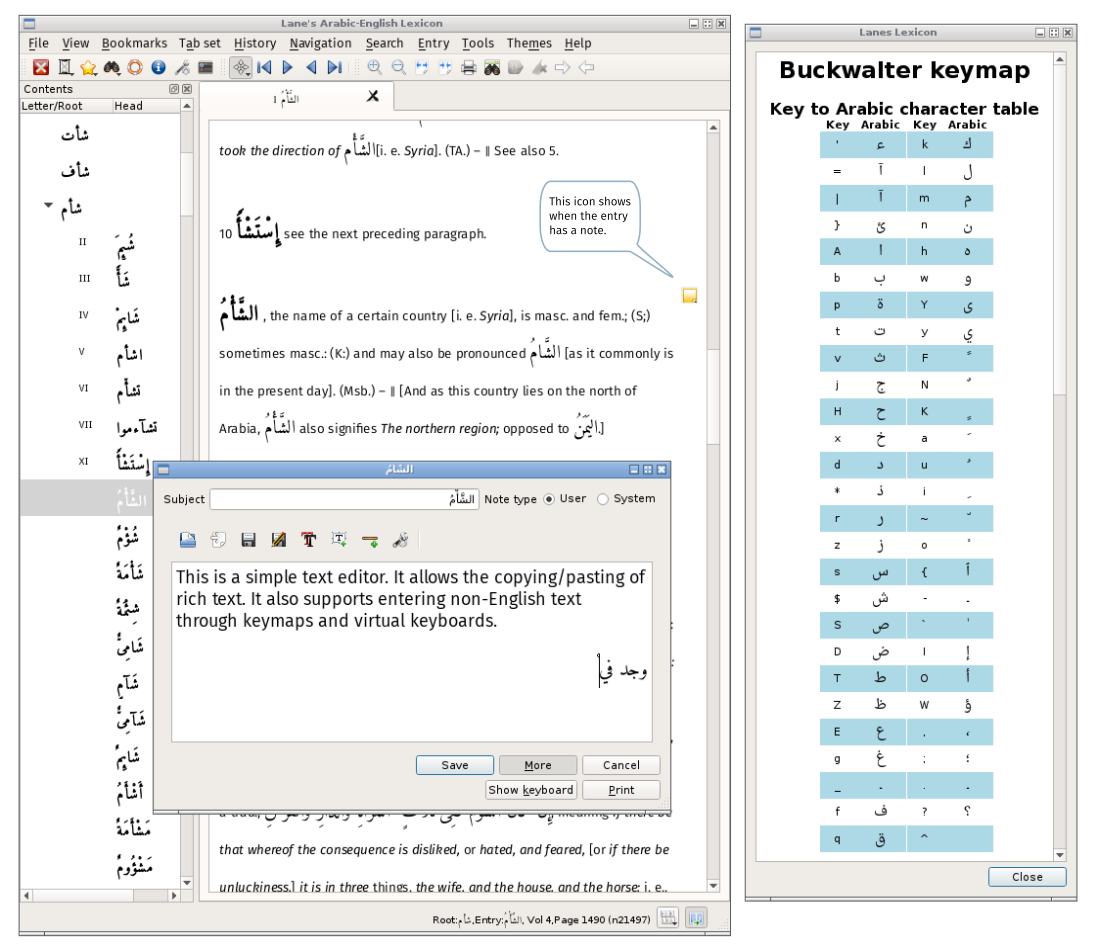 Lane's Arabic-English Lexicon
File View Bookmarks Tab set History Navigation Search Entry Tools Themes Help
Contents
Letter/Root Head
شأت
شأف
شأم
II شُئِمَ
III شَأَّ
IV شَايِمْ
V اشأم
VI تشأّم
VII تشآءموا
XI إِسْتَشْأَ
الشَّأْمُ
شُؤْمٌ
شَأْمَةٌ
شِئْمَةٌ
شَامِىٌّ
شَآمٍ
شَآمِىٌّ
شَايِمٌ
أَشْأَمُ
مَشْأَمَةٌ
مَشْؤُومٌ
1 الشَّأْمُ
took the direction of الشَّأْم[i. e. Syria]. (TA.) – ‖ See also 5.
10 إِسْتَشْأَ see the next preceding paragraph.
This icon shows
when the entry
has a note.
الشَّأْمُ , the name of a certain country [i. e. Syria], is masc. and fem.; (S;)
sometimes masc.: (K:) and may also be pronounced الشَّامُ [as it commonly is
in the present day]. (Msb.) – ‖ [And as this country lies on the north of
Arabia, الشَّأْمُ also signifies The northern region; opposed to اليَمَنُ.]
الشَّأْمُ
Subject الشَّأْمُ Note type User System
This is a simple text editor. It allows the copying/pasting of
rich text. It also supports entering non-English text
through keymaps and virtual keyboards.
وجد في
Save More Cancel
Show keyboard Print
that whereof the consequence is disliked, or hated, and feared, [or if there be
unluckiness,] it is in three things, the wife, and the house, and the horse: i. e.,
Root:شأم,Entry:الشَّأْمُ, Vol 4,Page 1490 (n21497)
Lanes Lexicon
Buckwalter keymap
Key to Arabic character table
Key Arabic Key Arabic
' ء k ك
= آ l ل
| آ m م
} ئ n ن
A ا h ه
b ب w و
p ة Y ى
t ت y ي
v ث F ً
j ج N ٌ
H ح K ٍ
x خ a َ
d د u ُ
* ذ i ِ
r ر ~ ّ
z ز o ْ
s س { ٱ
$ ش - -
S ص ` ٰ
D ض I إ
T ط O أ
Z ظ W ؤ
E ع , ،
g غ ; ؛
_ - . .
f ف ? ؟
q ق ^
Close